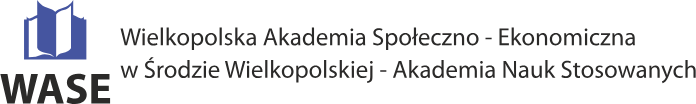 WASE
Wielkopolska Akademia Społeczno - Ekonomiczna
w Środzie Wielkopolskiej - Akademia Nauk Stosowanych